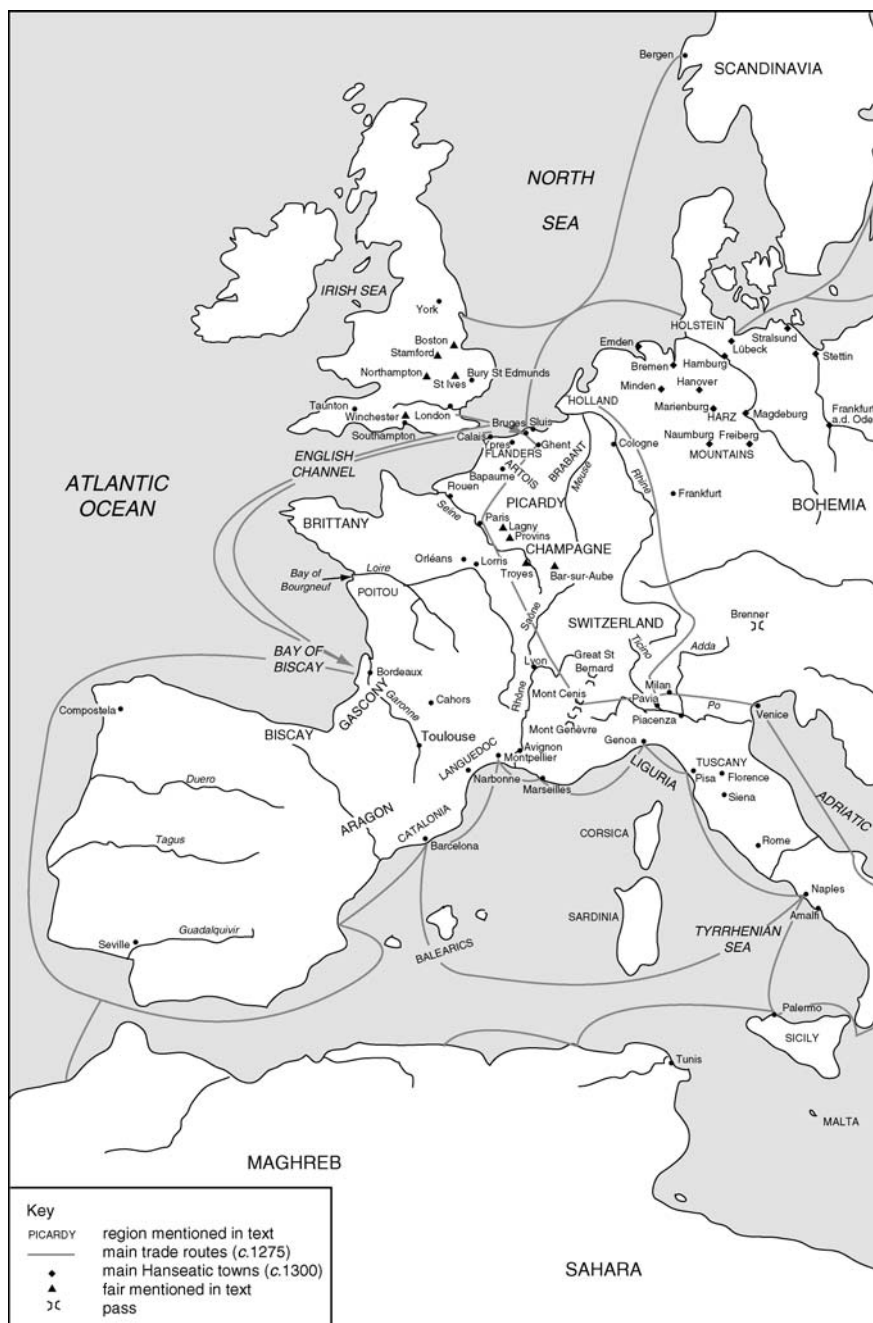 Bergen
SCANDINAVIA
NORTH
SEA
IRISH SEA
York
HOLSTEIN
Stralsund
Boston
Emden
Lübeck
Stettin
Stamford
Bremen
Hamburg
Northampton
St Ives
Bury St Edmunds
Minden
Hanover
HOLLAND
Taunton
Winchester
London
Marienburg
HARZ
Magdeburg
Frankfurt
a.d. Oder
Southampton
Bruges
Sluis
Calais
Ypres
Ghent
FLANDERS
Cologne
Naumburg
Freiberg
MOUNTAINS
ENGLISH
CHANNEL
ARTOIS
BRABANT
Meuse
Rhine
Bapaume
ATLANTIC
OCEAN
Rouen
PICARDY
Frankfurt
BOHEMIA
Seine
BRITTANY
Paris
Lagny
Provins
CHAMPAGNE
Orléans
Lorris
Troyes
Bar-sur-Aube
Bay of
Bourgneuf
Loire
POITOU
Saône
SWITZERLAND
Brenner
Ticino
Adda
BAY OF
BISCAY
Lyon
Great St
Bernard
Bordeaux
Mont Cenis
Milan
Pavia
Po
Compostela
GASCONY
Cahors
Rhône
Piacenza
Venice
BISCAY
Garonne
Toulouse
Mont Genèvre
Genoa
Avignon
LANGUEDOC
Montpellier
LIGURIA
TUSCANY
Narbonne
Marseilles
Pisa
Florence
Duero
Siena
ADRIATIC
ARAGON
CATALONIA
CORSICA
Tagus
Barcelona
Rome
Naples
SARDINIA
Amalfi
Guadalquivir
Seville
BALEARICS
TYRRHENIAN
SEA
Palermo
SICILY
Tunis
MALTA
MAGHREB
Key
PICARDY region mentioned in text
main trade routes (c.1275)
main Hanseatic towns (c.1300)
fair mentioned in text
pass
SAHARA